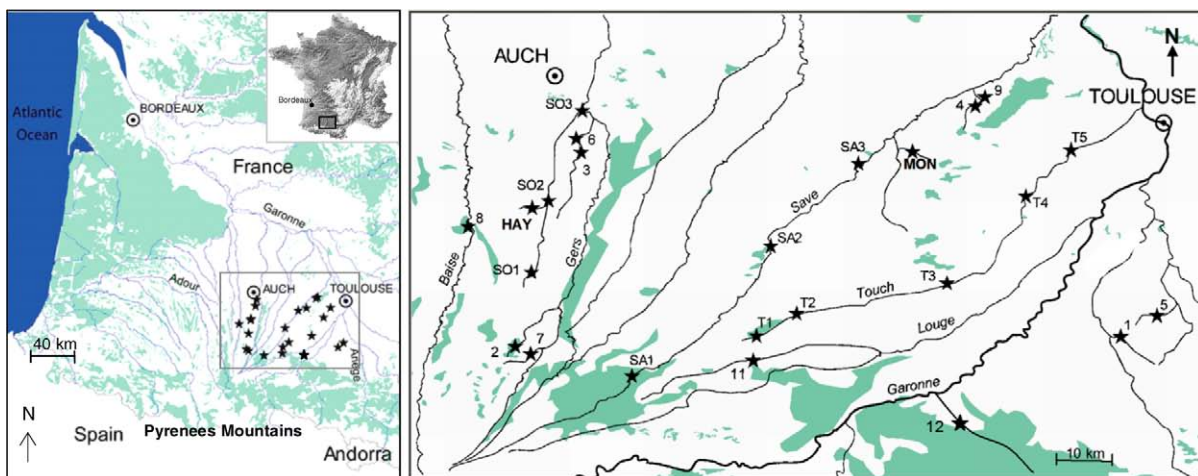 Atlantic
Ocean
BORDEAUX
Bordeaux
France
Garonne
Adour
AUCH
TOULOUSE
40 km
Ariège
N
Spain
Pyrenees Mountains
Andorra
AUCH
N
TOULOUSE
SO3
9
4
6
3
T5
SA3
MON
SO2
HAY
Save
T4
8
Gers
SA2
Baise
SO1
T3
Touch
T2
T1
Louge
5
1
2
7
SA1
11
Garonne
12
10 km